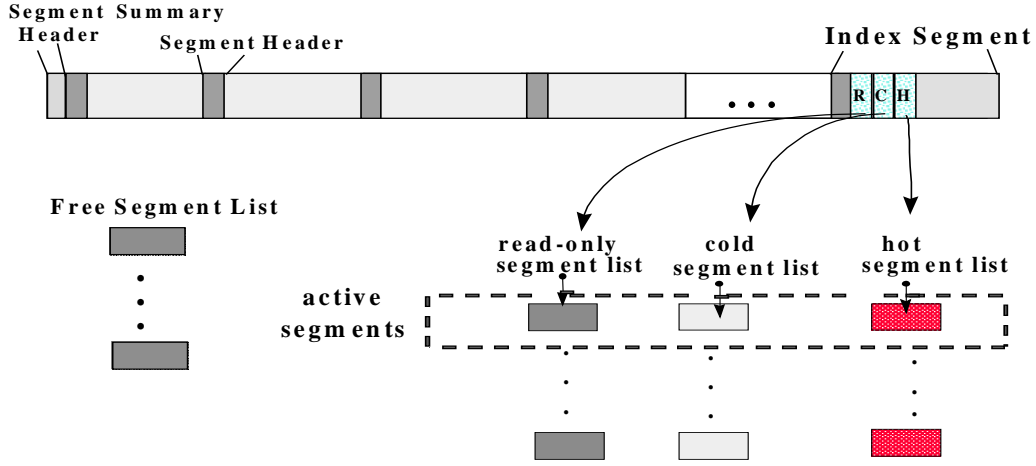 Segment Summary
Header
Segment Header
Index Segment
R C H
Free Segment List
read-only
segment list
cold
segment list
hot
segment list
active
segments